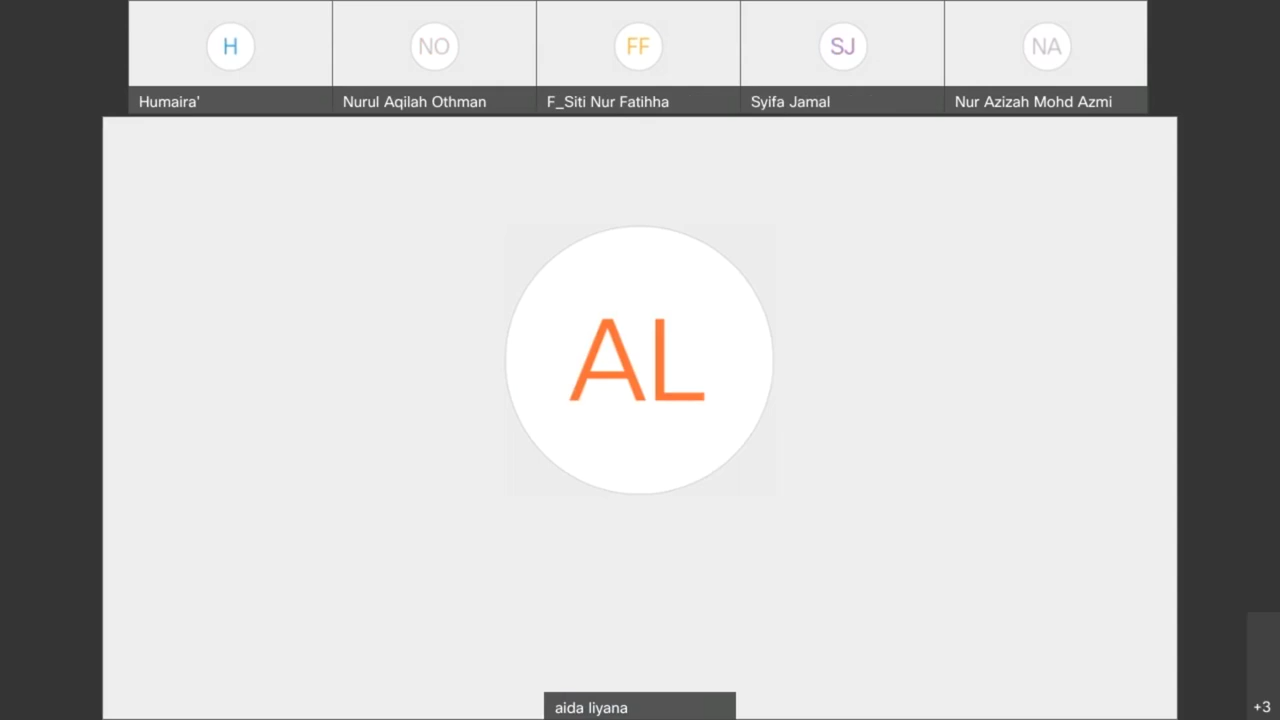 H
NO
FF
SJ
NA
Humaira'
Nurul Aqilah Othman
F_Siti Nur Fatihha
Syifa Jamal
Nur Azizah Mohd Azmi
AL
aida liyana
+3